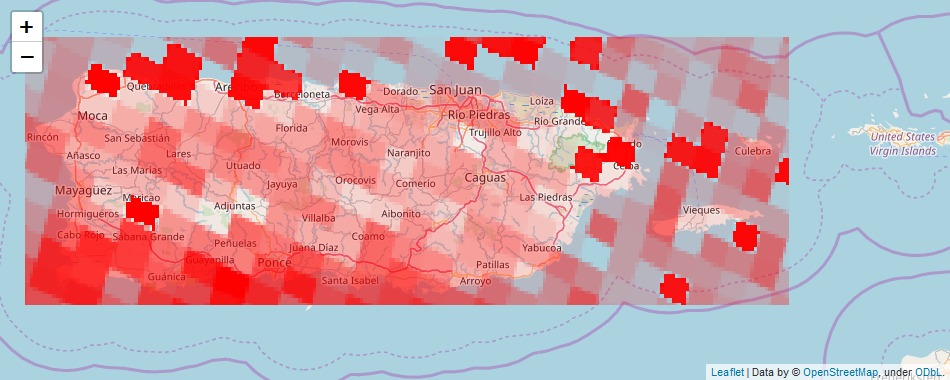 +
−
Dorado
San Juan
Loíza
Barceloneta
Moca
Vega Alta
Río Piedras
Río Grande
Florida
Trujillo Alto
United States
Virgin Islands
Rincón
San Sebastián
Morovis
Añasco
Lares
Naranjito
Culebra
Las Marías
Utuado
Ceiba
Mayagüez
Jayuya
Orocovis
Comerío
Caguas
Maricao
Las Piedras
Hormigueros
Adjuntas
Villalba
Aibonito
Vieques
Cabo Rojo
Sabana Grande
Peñuelas
Juana Díaz
Coamo
Yabucoa
Guayanilla
Ponce
Patillas
Guánica
Santa Isabel
Arroyo
Leaflet | Data by © OpenStreetMap, under ODbL.